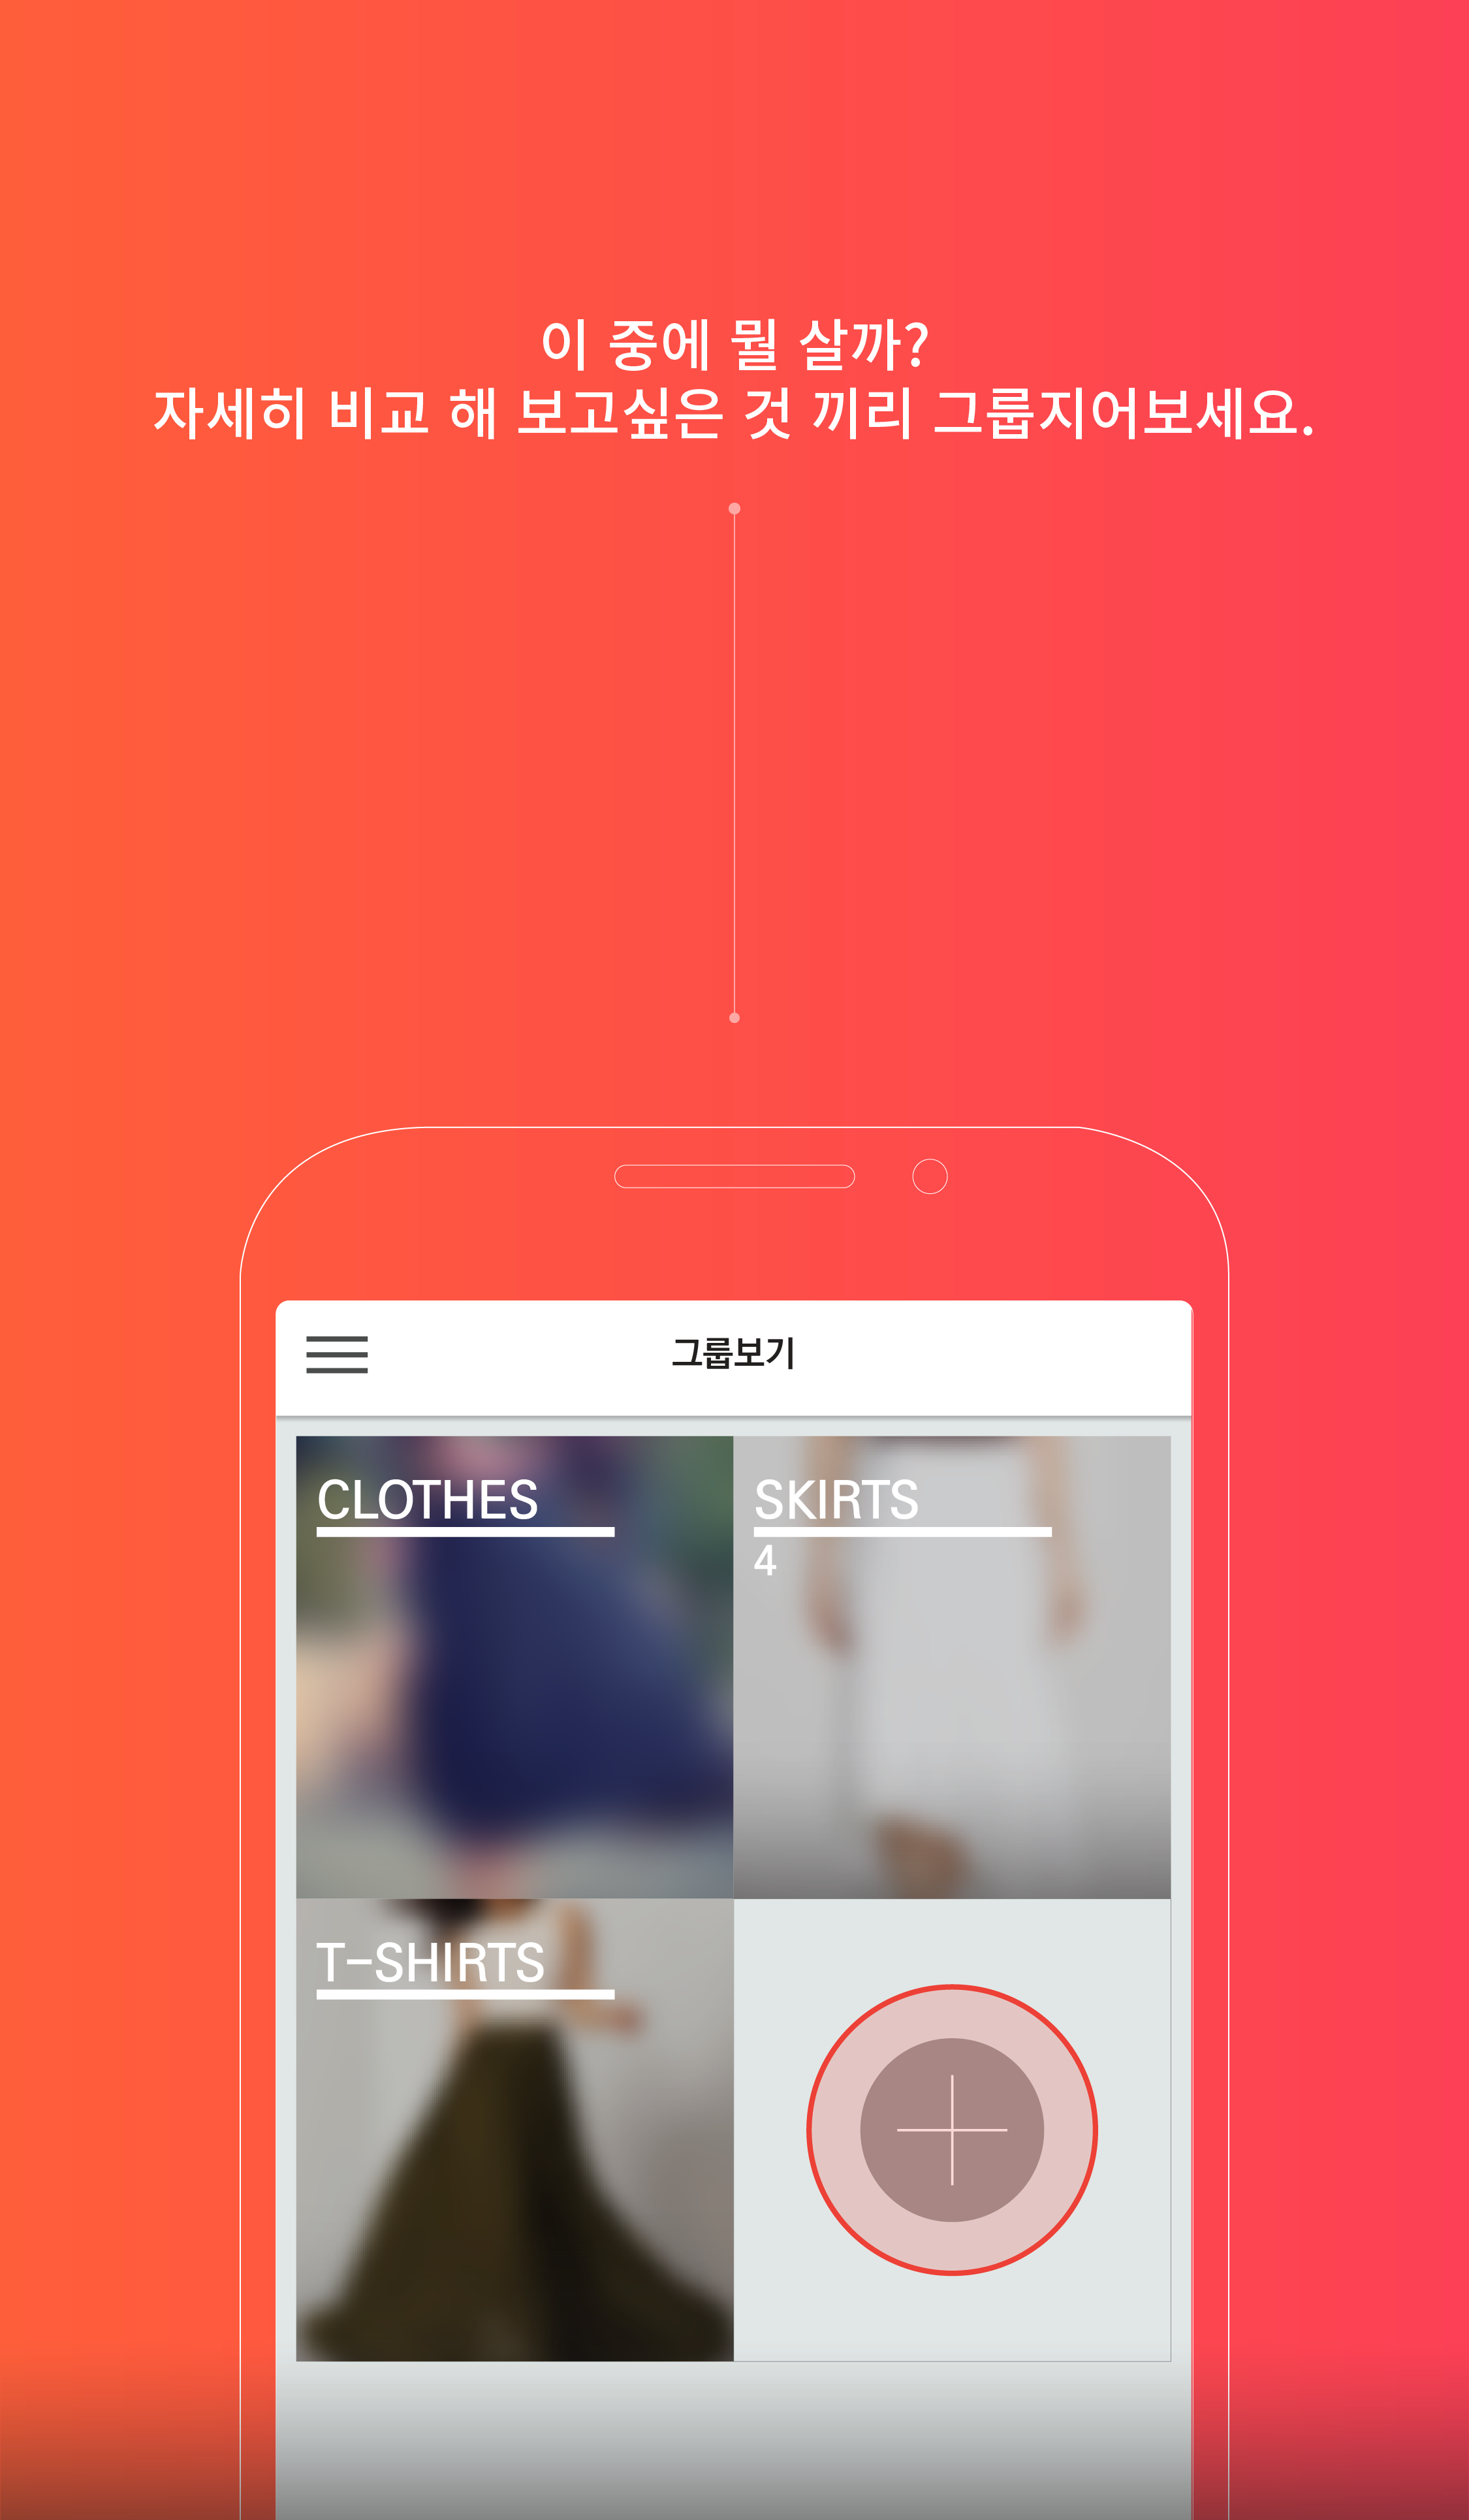 이 중에 뭘 살까?
자세히 비교 해 보고싶은 것 끼리 그룹지어보세요.
그룹보기
CLOTHES
SKIRTS
4
T-SHIRTS